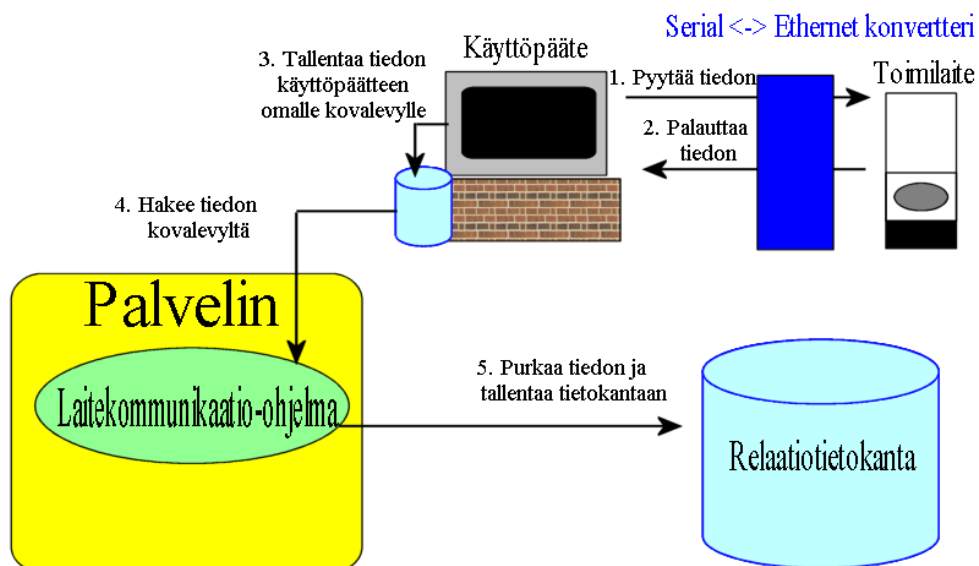 Serial <-> Ethernet konvertteri
Käyttöpääte
Toimilaite
3. Tallentaa tiedon
käyttöpäätteen
omalle kovalevylle
1. Pyytää tiedon
2. Palauttaa
tiedon
4. Hakee tiedon
kovalevyltä
Palvelin
Laitekommunikaatio-ohjelma
5. Purkaa tiedon ja
tallentaa tietokantaan
Relaatiotietokanta